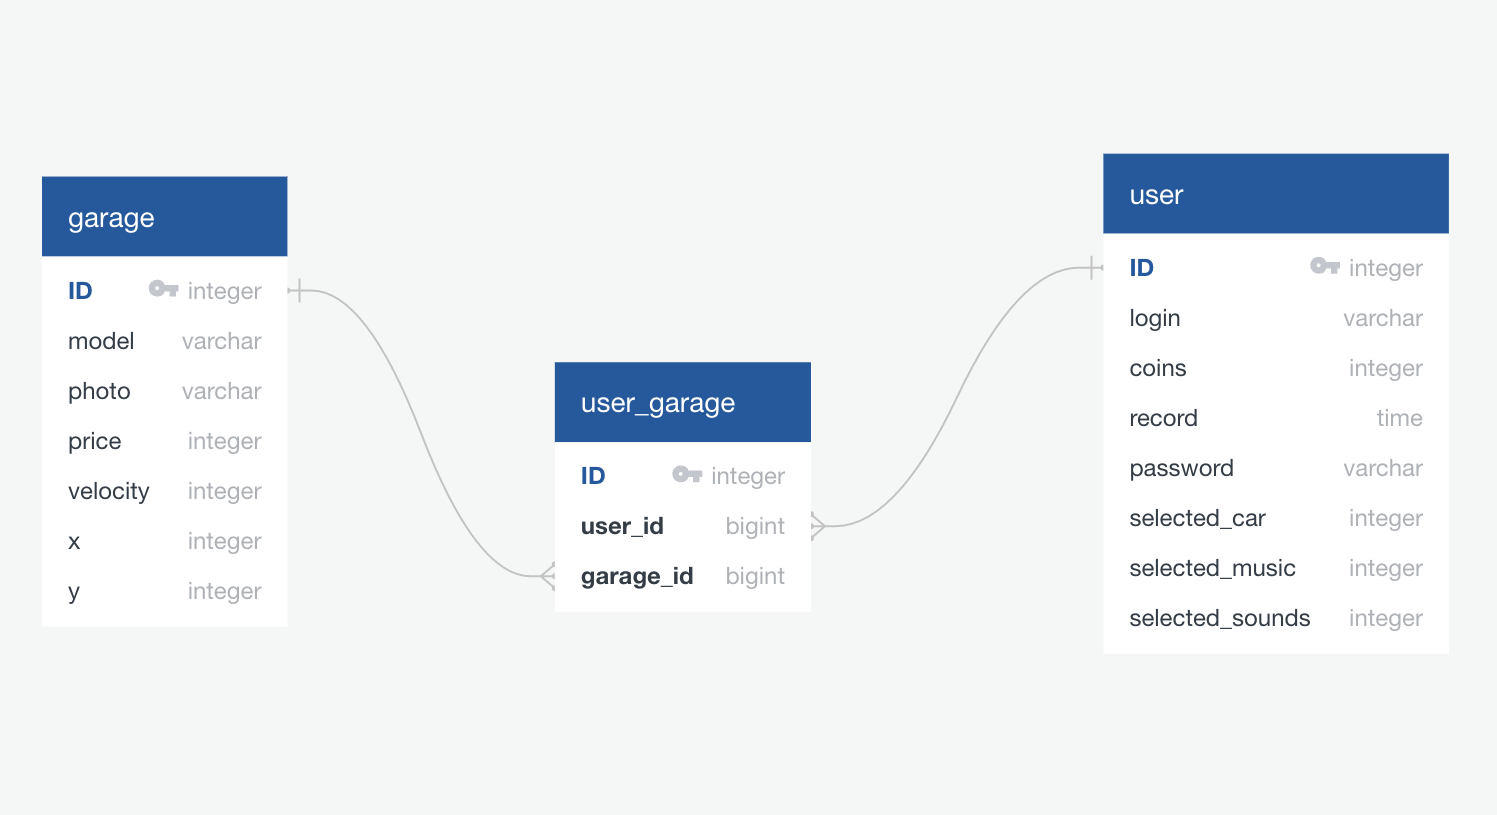 garage
ID integer
model varchar
photo varchar
price integer
velocity integer
x integer
y integer
user_garage
ID integer
user_id bigint
garage_id bigint
user
ID integer
login varchar
coins integer
record time
password varchar
selected_car integer
selected_music integer
selected_sounds integer